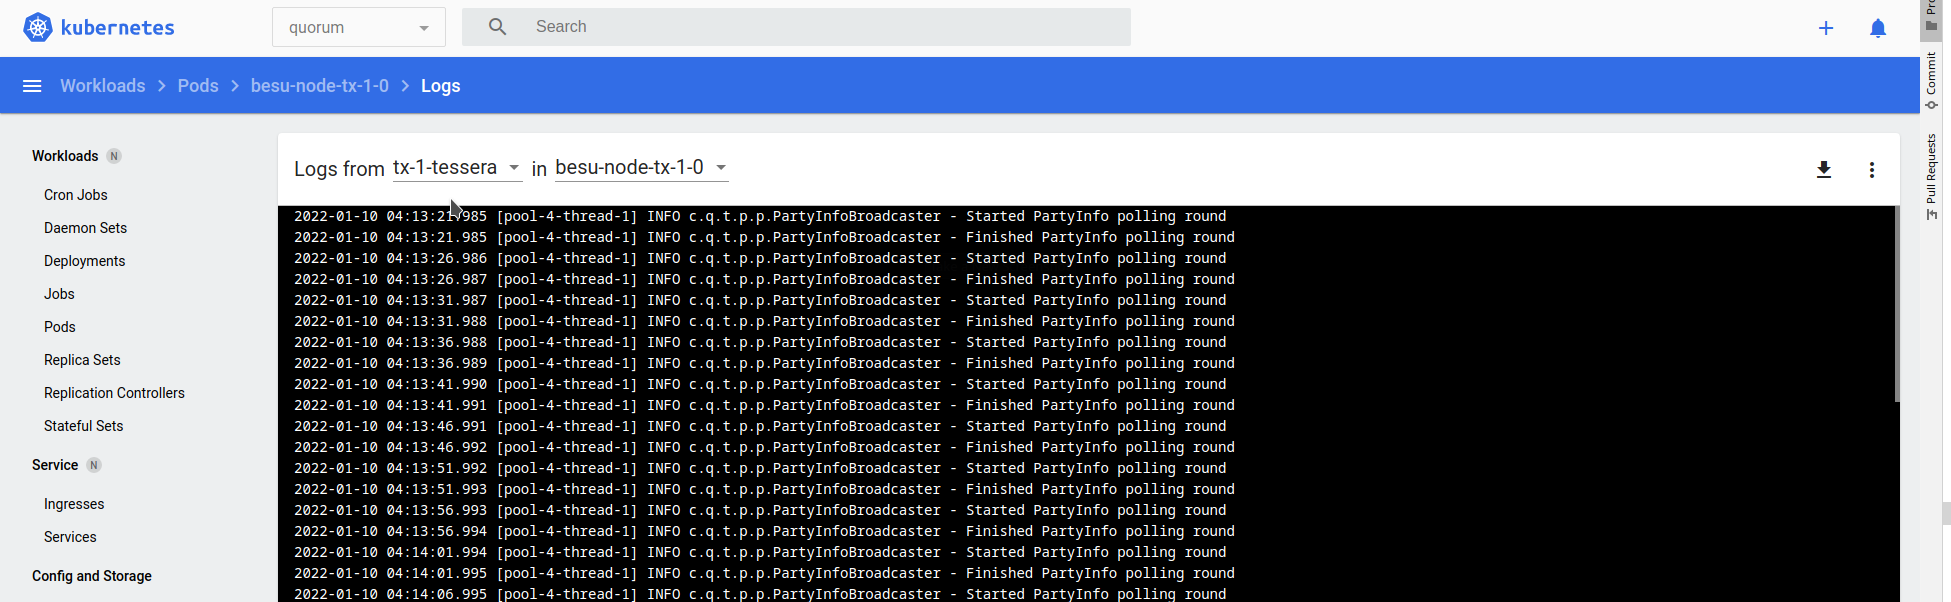 kubernetes
quorum
Search
Workloads > Pods > besu-node-tx-1-0 > Logs
Workloads N
Cron Jobs
Daemon Sets
Deployments
Jobs
Pods
Replica Sets
Replication Controllers
Stateful Sets
Service N
Ingresses
Services
Config and Storage
Logs from tx-1-tessera in besu-node-tx-1-0
2022-01-10 04:13:21.985 [pool-4-thread-1] INFO c.q.t.p.p.PartyInfoBroadcaster - Started PartyInfo polling round
2022-01-10 04:13:21.985 [pool-4-thread-1] INFO c.q.t.p.p.PartyInfoBroadcaster - Finished PartyInfo polling round
2022-01-10 04:13:26.986 [pool-4-thread-1] INFO c.q.t.p.p.PartyInfoBroadcaster - Started PartyInfo polling round
2022-01-10 04:13:26.987 [pool-4-thread-1] INFO c.q.t.p.p.PartyInfoBroadcaster - Finished PartyInfo polling round
2022-01-10 04:13:31.987 [pool-4-thread-1] INFO c.q.t.p.p.PartyInfoBroadcaster - Started PartyInfo polling round
2022-01-10 04:13:31.988 [pool-4-thread-1] INFO c.q.t.p.p.PartyInfoBroadcaster - Finished PartyInfo polling round
2022-01-10 04:13:36.988 [pool-4-thread-1] INFO c.q.t.p.p.PartyInfoBroadcaster - Started PartyInfo polling round
2022-01-10 04:13:36.989 [pool-4-thread-1] INFO c.q.t.p.p.PartyInfoBroadcaster - Finished PartyInfo polling round
2022-01-10 04:13:41.990 [pool-4-thread-1] INFO c.q.t.p.p.PartyInfoBroadcaster - Started PartyInfo polling round
2022-01-10 04:13:41.991 [pool-4-thread-1] INFO c.q.t.p.p.PartyInfoBroadcaster - Finished PartyInfo polling round
2022-01-10 04:13:46.991 [pool-4-thread-1] INFO c.q.t.p.p.PartyInfoBroadcaster - Started PartyInfo polling round
2022-01-10 04:13:46.992 [pool-4-thread-1] INFO c.q.t.p.p.PartyInfoBroadcaster - Finished PartyInfo polling round
2022-01-10 04:13:51.992 [pool-4-thread-1] INFO c.q.t.p.p.PartyInfoBroadcaster - Started PartyInfo polling round
2022-01-10 04:13:51.993 [pool-4-thread-1] INFO c.q.t.p.p.PartyInfoBroadcaster - Finished PartyInfo polling round
2022-01-10 04:13:56.993 [pool-4-thread-1] INFO c.q.t.p.p.PartyInfoBroadcaster - Started PartyInfo polling round
2022-01-10 04:13:56.994 [pool-4-thread-1] INFO c.q.t.p.p.PartyInfoBroadcaster - Finished PartyInfo polling round
2022-01-10 04:14:01.994 [pool-4-thread-1] INFO c.q.t.p.p.PartyInfoBroadcaster - Started PartyInfo polling round
2022-01-10 04:14:01.995 [pool-4-thread-1] INFO c.q.t.p.p.PartyInfoBroadcaster - Finished PartyInfo polling round
2022-01-10 04:14:06.995 [pool-4-thread-1] INFO c.q.t.p.p.PartyInfoBroadcaster - Started PartyInfo polling round
Commit
Pull Requests